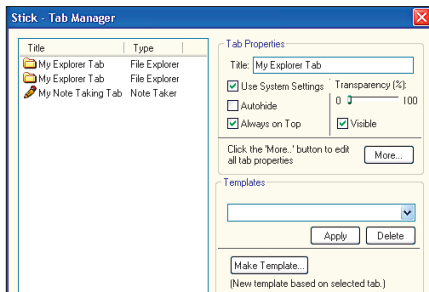 Stick - Tab Manager
Title Type
My Explorer Tab File Explorer
My Explorer Tab File Explorer
My Note Taking Tab Note Taker
Tab Properties
Title: My Explorer Tab
Use System Settings
Autohide
Always on Top
Transparency (%):
0 100
Visible
Click the 'More..' button to edit
all tab properties
More...
Templates
Apply Delete
Make Template...
(New template based on selected tab.)